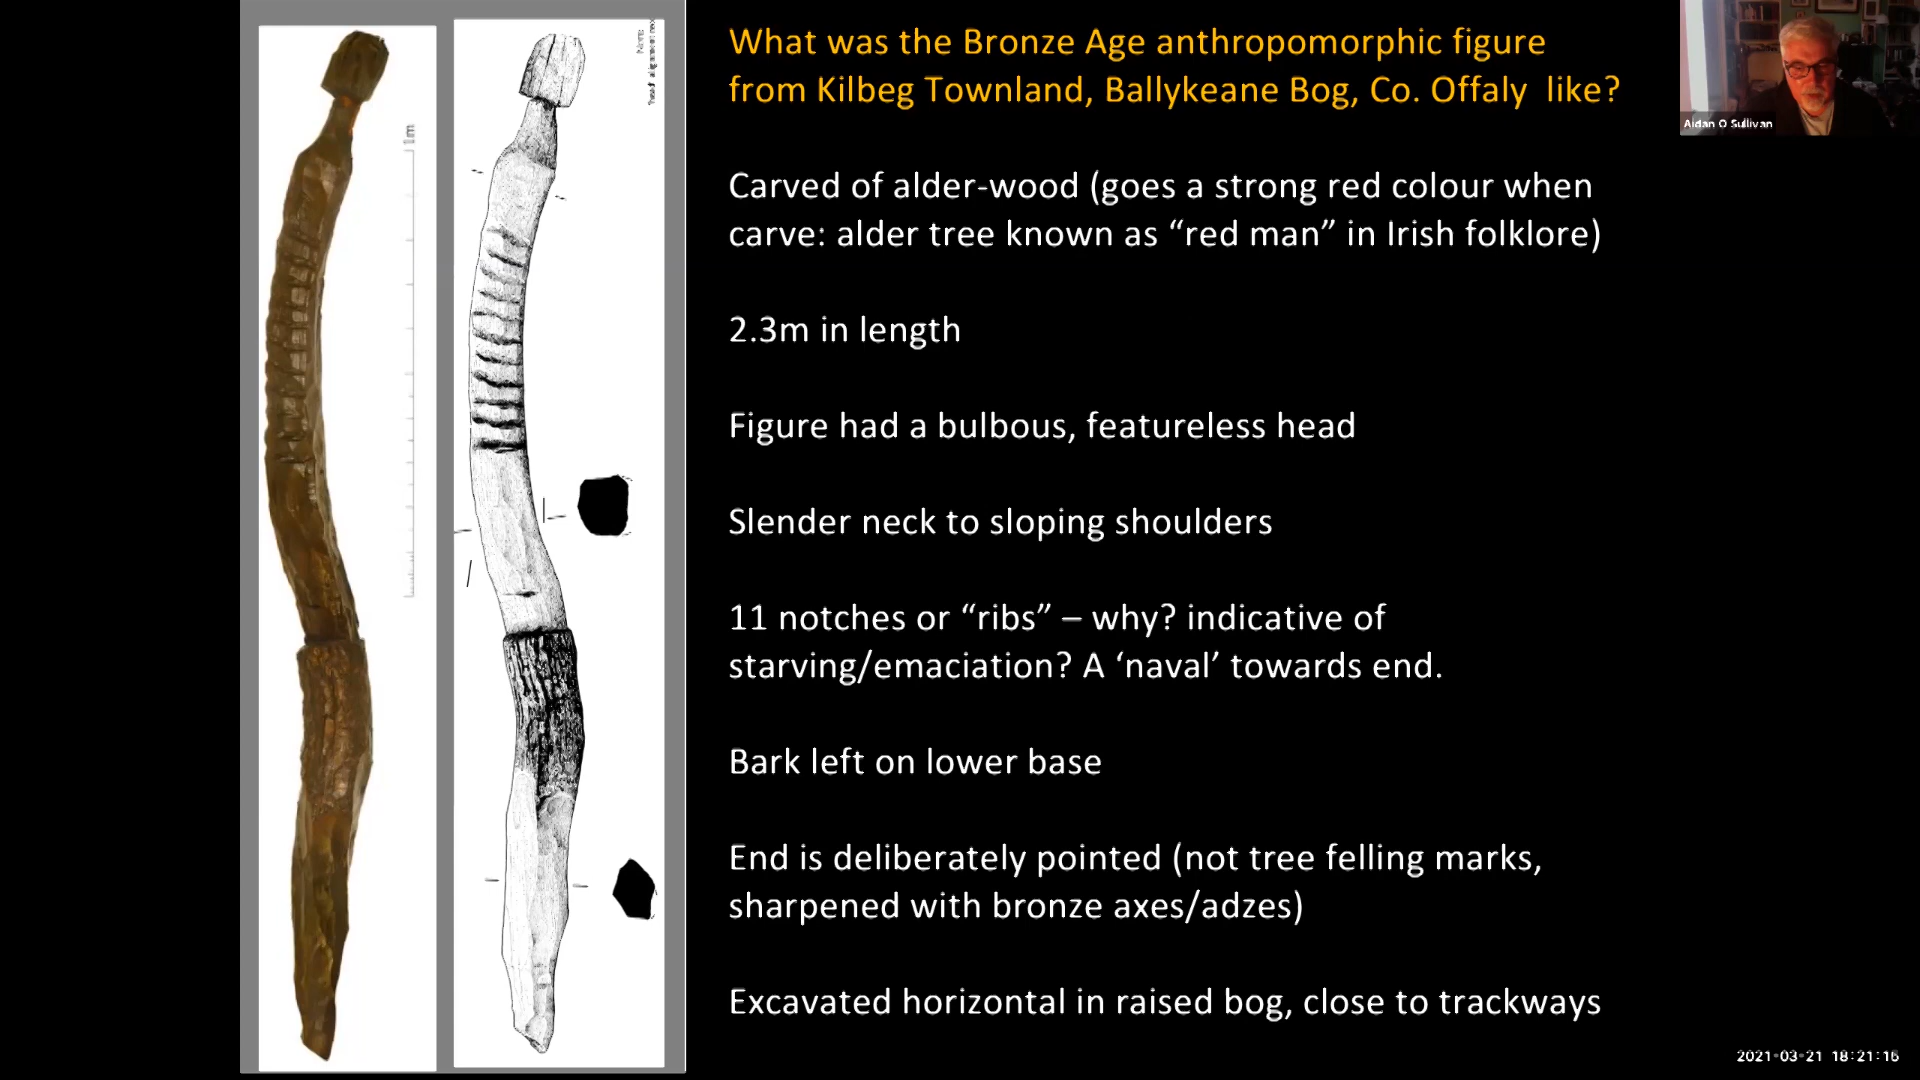 What was the Bronze Age anthropomorphic figure
from Kilbeg Townland, Ballykeane Bog, Co. Offaly like?
Aidan O Sullivan
Carved of alder-wood (goes a strong red colour when
carve: alder tree known as “red man” in Irish folklore)
2.3m in length
Figure had a bulbous, featureless head
Slender neck to sloping shoulders
11 notches or “ribs” – why? indicative of
starving/emaciation? A ‘naval’ towards end.
Bark left on lower base
End is deliberately pointed (not tree felling marks,
sharpened with bronze axes/adzes)
Excavated horizontal in raised bog, close to trackways
1m
2021-03-21 18:21:16